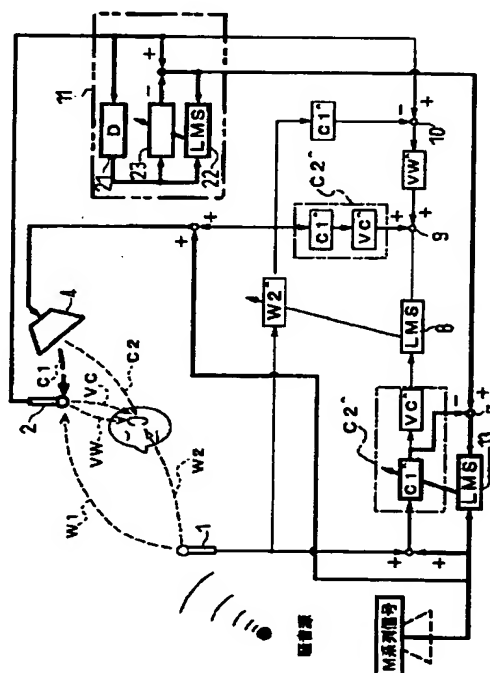 11
D
21
23
LMS
22
+
-
+
4
C1
2
VC
VW
C2
W1
W2
1
騒音源
M系列信号
+
+
W2^
C1^
-
+
10
VW^
C2^
C1^
VC^
+
+
9
LMS
8
C2^
C1^
VC^
-
+
LMS
13
+
+